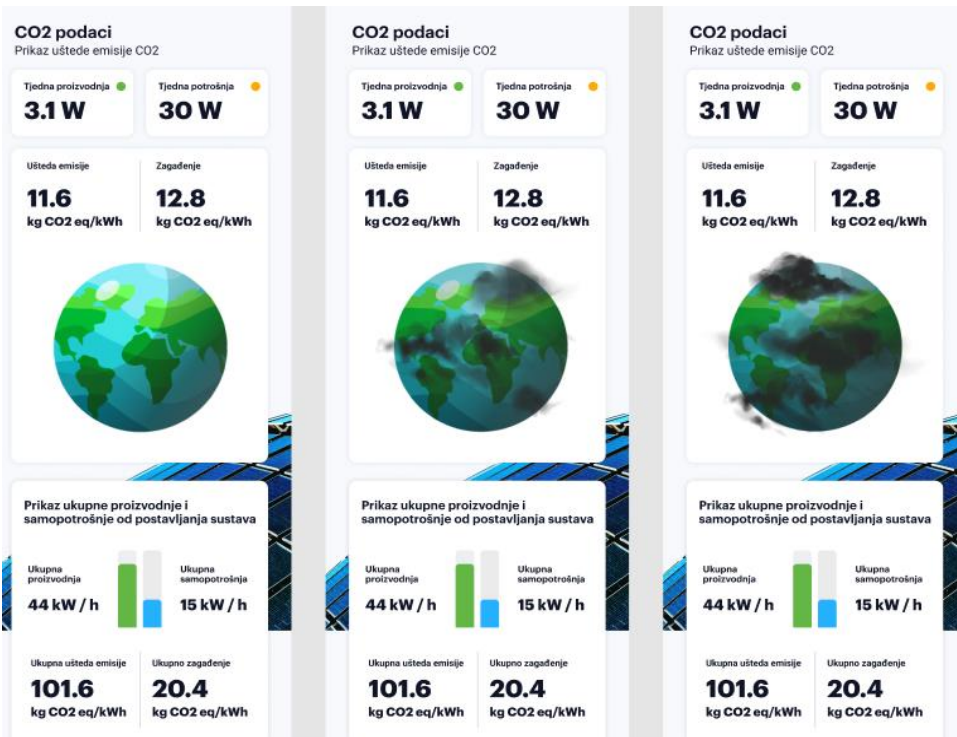 CO2 podaci
Prikaz uštede emisije CO2
Tjedna proizvodnja
3.1 W
Tjedna potrošnja
30 W
Ušteda emisije
11.6
kg CO2 eq/kWh
Zagađenje
12.8
kg CO2 eq/kWh
Prikaz ukupne proizvodnje i
samopotrošnje od postavljanja sustava
Ukupna
proizvodnja
44 kW / h
Ukupna
samopotrošnja
15 kW / h
Ukupna ušteda emisije
101.6
kg CO2 eq/kWh
Ukupno zagađenje
20.4
kg CO2 eq/kWh
CO2 podaci
Prikaz uštede emisije CO2
Tjedna proizvodnja
3.1 W
Tjedna potrošnja
30 W
Ušteda emisije
11.6
kg CO2 eq/kWh
Zagađenje
12.8
kg CO2 eq/kWh
Prikaz ukupne proizvodnje i
samopotrošnje od postavljanja sustava
Ukupna
proizvodnja
44 kW / h
Ukupna
samopotrošnja
15 kW / h
Ukupna ušteda emisije
101.6
kg CO2 eq/kWh
Ukupno zagađenje
20.4
kg CO2 eq/kWh
CO2 podaci
Prikaz uštede emisije CO2
Tjedna proizvodnja
3.1 W
Tjedna potrošnja
30 W
Ušteda emisije
11.6
kg CO2 eq/kWh
Zagađenje
12.8
kg CO2 eq/kWh
Prikaz ukupne proizvodnje i
samopotrošnje od postavljanja sustava
Ukupna
proizvodnja
44 kW / h
Ukupna
samopotrošnja
15 kW / h
Ukupna ušteda emisije
101.6
kg CO2 eq/kWh
Ukupno zagađenje
20.4
kg CO2 eq/kWh